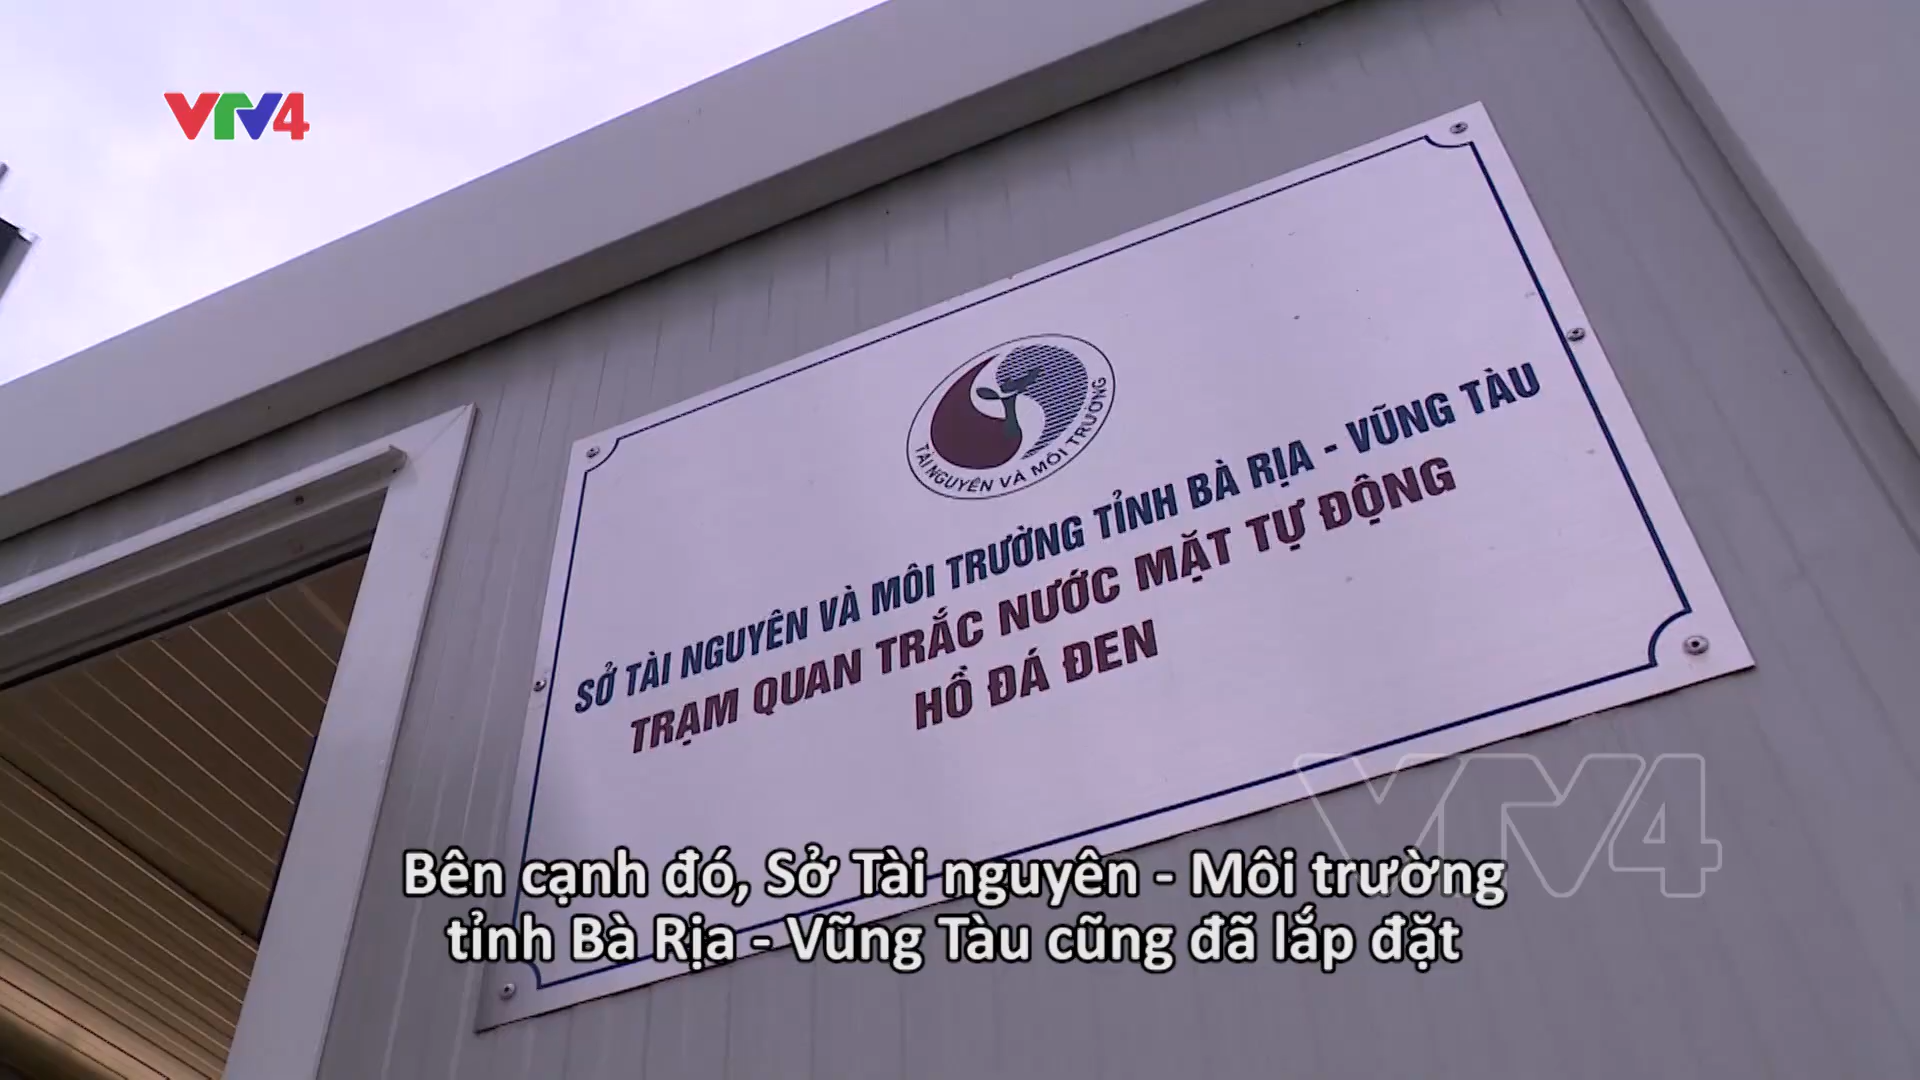 VTV4
TÀI NGUYÊN VÀ MÔI TRƯỜNG
SỞ TÀI NGUYÊN VÀ MÔI TRƯỜNG TỈNH BÀ RỊA - VŨNG TÀU
TRẠM QUAN TRẮC NƯỚC MẶT TỰ ĐỘNG
HỒ ĐÁ ĐEN
VTV4
Bên cạnh đó, Sở Tài nguyên - Môi trường
tỉnh Bà Rịa - Vũng Tàu cũng đã lắp đặt